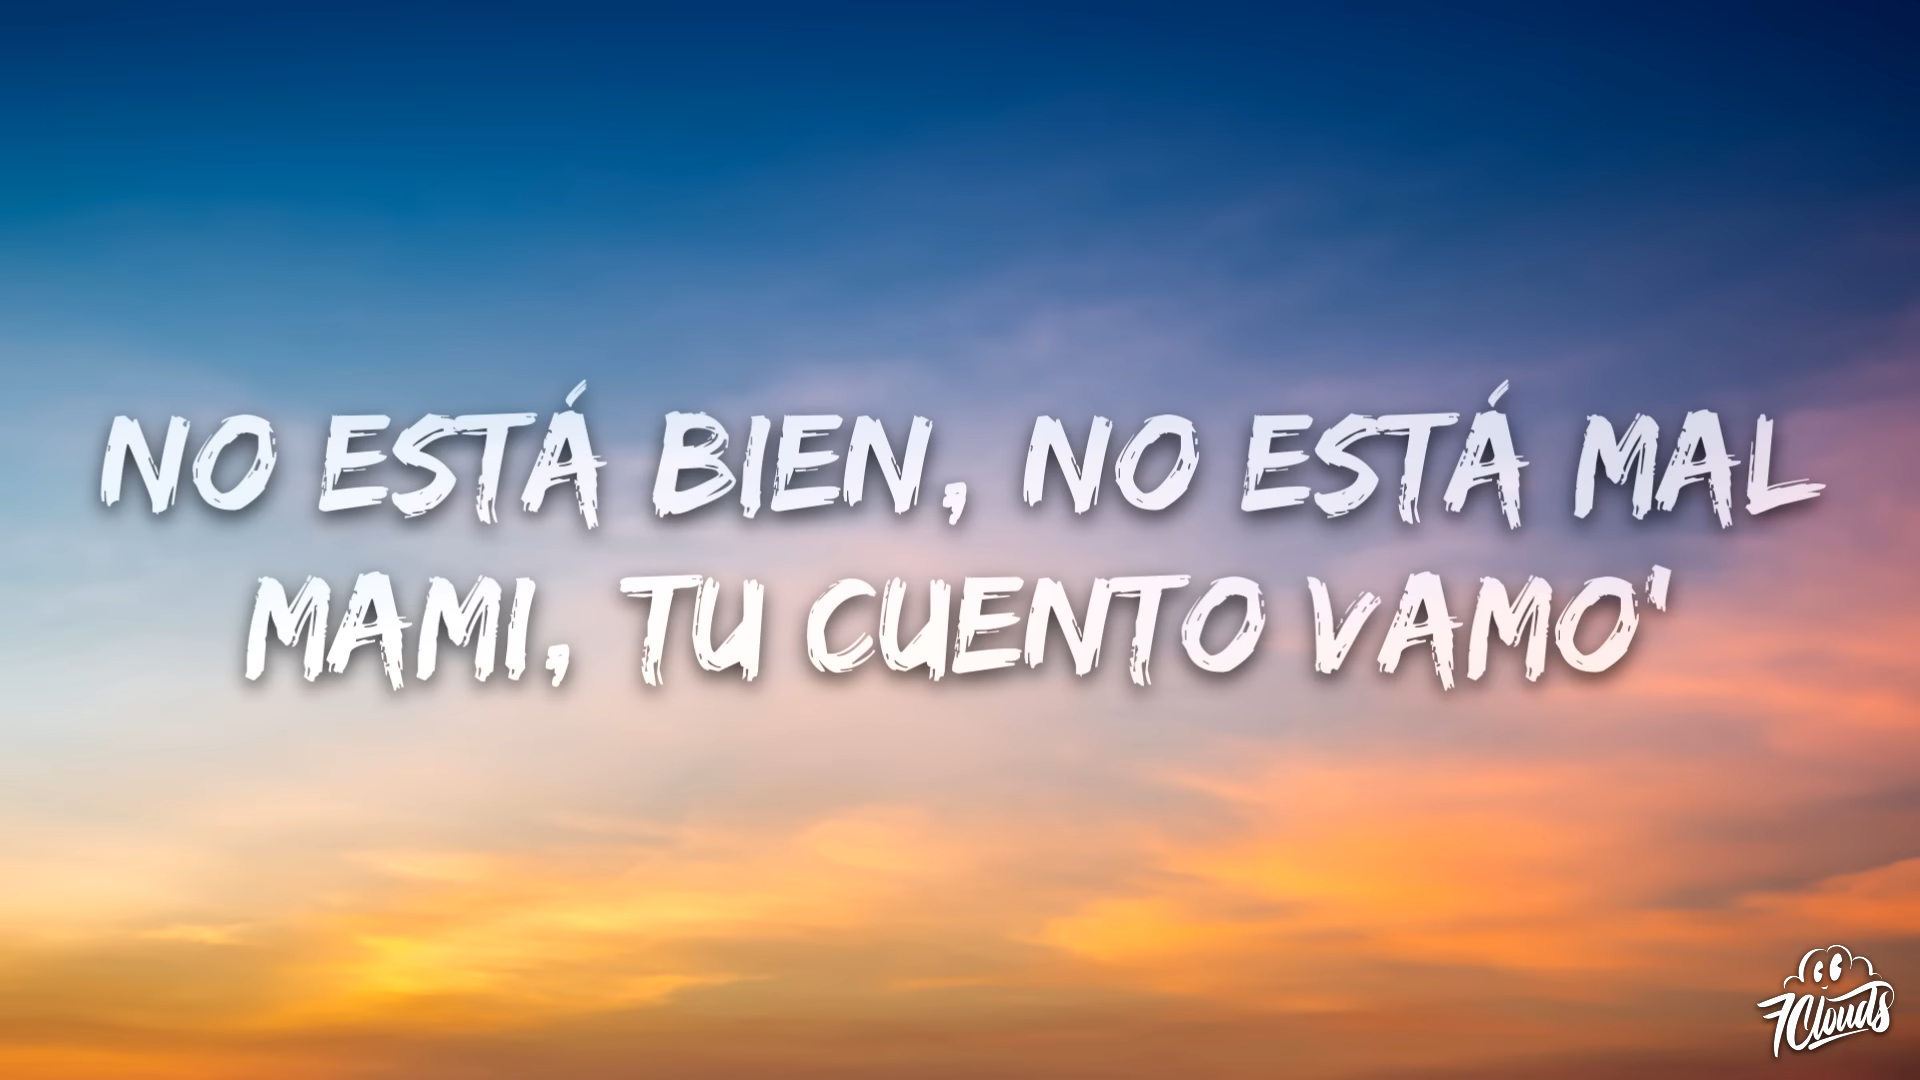 NO ESTÁ BIEN, NO ESTÁ MAL
MAMI, TU CUENTO VAMO'
7Clouds